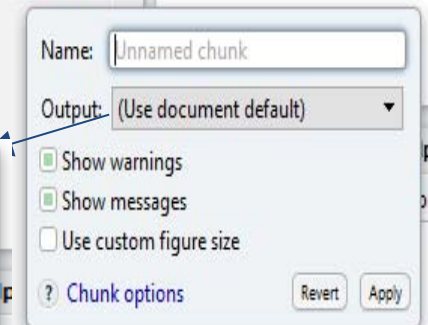 Name: Unnamed chunk
Output: (Use document default)
Show warnings
Show messages
Use custom figure size
? Chunk options Revert Apply